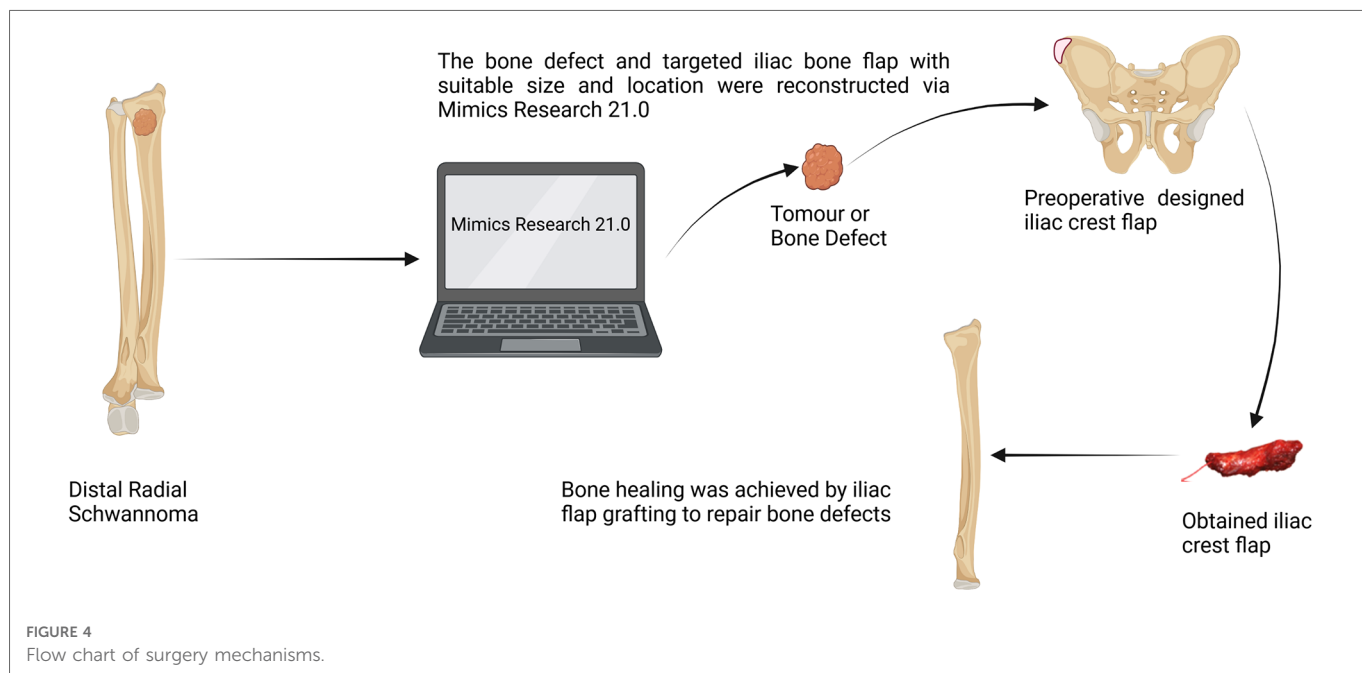 The bone defect and targeted iliac bone flap with
suitable size and location were reconstructed via
Mimics Research 21.0
Mimics Research 21.0
Tomour or
Bone Defect
Preoperative designed
iliac crest flap
Distal Radial
Schwannoma
Bone healing was achieved by iliac
flap grafting to repair bone defects
Obtained iliac
crest flap
FIGURE 4
Flow chart of surgery mechanisms.